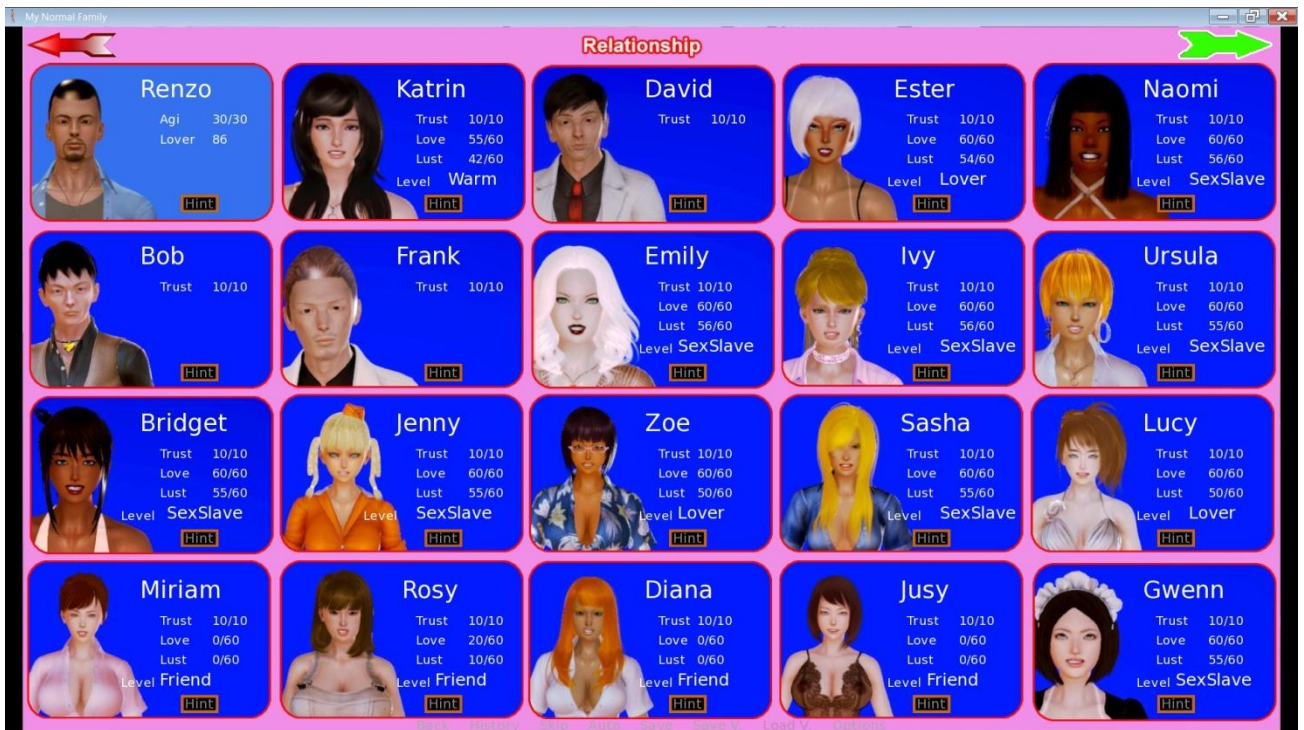 My Normal Family
Relationship
Renzo
Agi 30/30
Lover 86
Hint
Katrin
Trust 10/10
Love 55/60
Lust 42/60
Level Warm
Hint
David
Trust 10/10
Hint
Ester
Trust 10/10
Love 60/60
Lust 54/60
Level Lover
Hint
Naomi
Trust 10/10
Love 60/60
Lust 56/60
Level SexSlave
Hint
Bob
Trust 10/10
Hint
Frank
Trust 10/10
Hint
Emily
Trust 10/10
Love 60/60
Lust 56/60
Level SexSlave
Hint
Ivy
Trust 10/10
Love 60/60
Lust 56/60
Level SexSlave
Hint
Ursula
Trust 10/10
Love 60/60
Lust 55/60
Level SexSlave
Hint
Bridget
Trust 10/10
Love 60/60
Lust 55/60
Level SexSlave
Hint
Jenny
Trust 10/10
Love 60/60
Lust 55/60
Level SexSlave
Hint
Zoe
Trust 10/10
Love 60/60
Lust 50/60
Level Lover
Hint
Sasha
Trust 10/10
Love 60/60
Lust 55/60
Level SexSlave
Hint
Lucy
Trust 10/10
Love 60/60
Lust 50/60
Level Lover
Hint
Miriam
Trust 10/10
Love 0/60
Lust 0/60
Level Friend
Hint
Rosy
Trust 10/10
Love 20/60
Lust 10/60
Level Friend
Hint
Diana
Trust 10/10
Love 0/60
Lust 0/60
Level Friend
Hint
Jusy
Trust 10/10
Love 0/60
Lust 0/60
Level Friend
Hint
Gwenn
Trust 10/10
Love 60/60
Lust 55/60
Level SexSlave
Hint
Back History Skip Auto Save Save V. Load V. Options